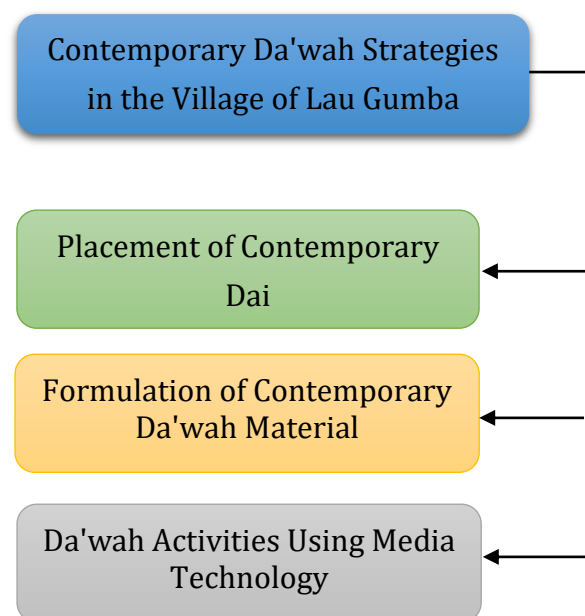 Contemporary Da'wah Strategies
in the Village of Lau Gumba
Placement of Contemporary
Dai
Formulation of Contemporary
Da'wah Material
Da'wah Activities Using Media
Technology